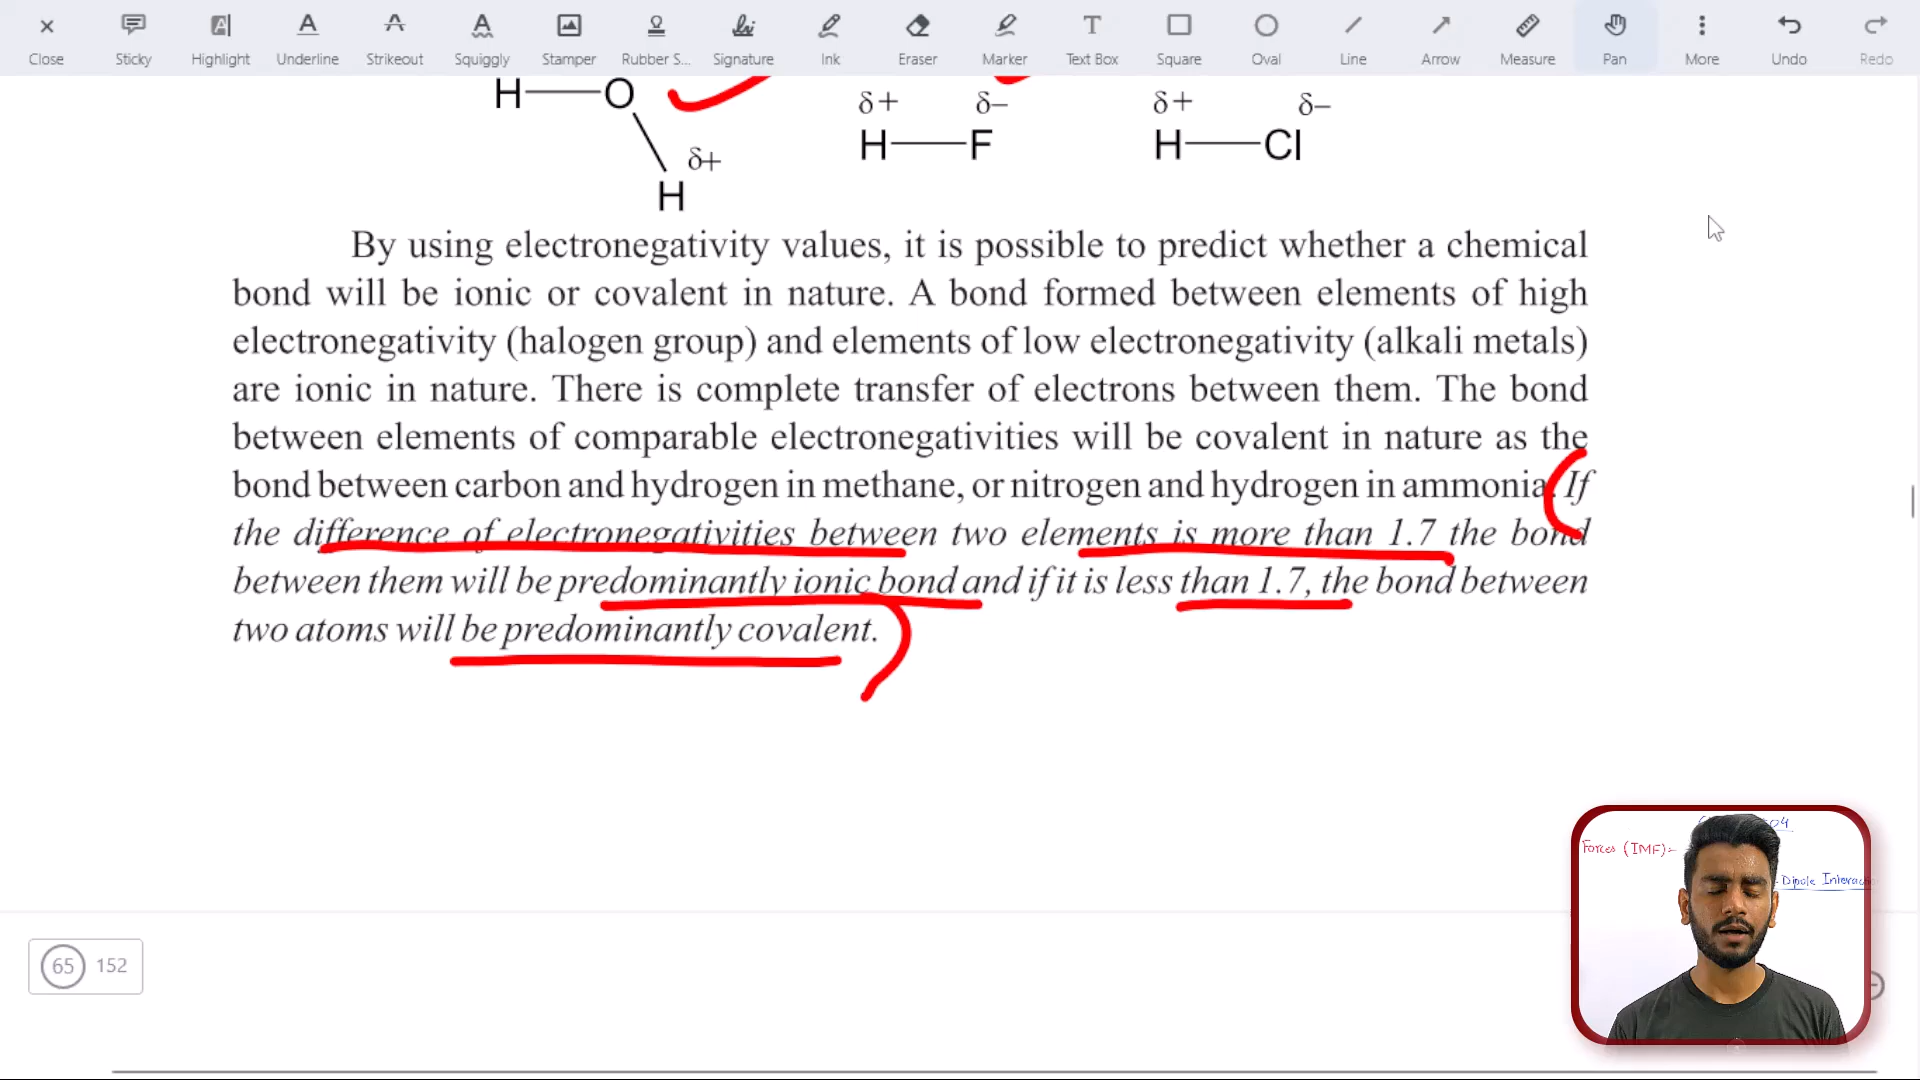 Close Sticky Highlight Underline Strikeout Squiggly Stamper Rubber S... Signature Ink Eraser Marker Text Box Square Oval Line Arrow Measure Pan More Undo Redo
H O
δ+ δ− δ+ δ−
H F H Cl
δ+
H
By using electronegativity values, it is possible to predict whether a chemical
bond will be ionic or covalent in nature. A bond formed between elements of high
electronegativity (halogen group) and elements of low electronegativity (alkali metals)
are ionic in nature. There is complete transfer of electrons between them. The bond
between elements of comparable electronegativities will be covalent in nature as the
bond between carbon and hydrogen in methane, or nitrogen and hydrogen in ammonia. If
the difference of electronegativities between two elements is more than 1.7 the bond
between them will be predominantly ionic bond and if it is less than 1.7, the bond between
two atoms will be predominantly covalent.
04
Forces (IMF):-
Dipole Interac
65 152